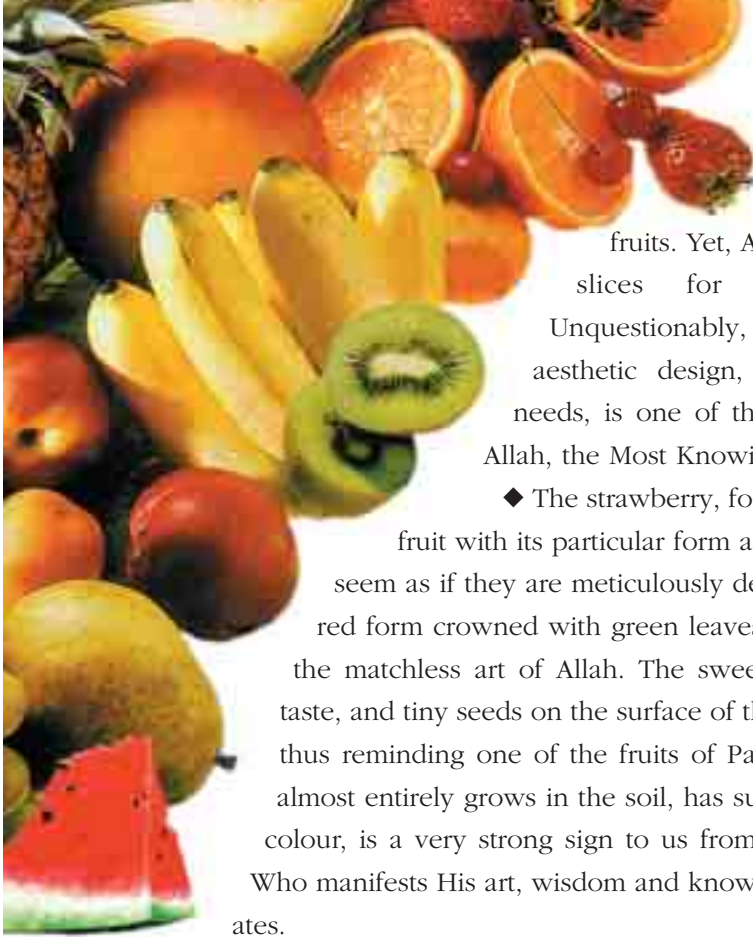 fruits. Yet, A
slices for
Unquestionably,
aesthetic design,
needs, is one of th
Allah, the Most Knowi
◆ The strawberry, fo
fruit with its particular form a
seem as if they are meticulously de
red form crowned with green leaves
the matchless art of Allah. The swee
taste, and tiny seeds on the surface of th
thus reminding one of the fruits of Pa
almost entirely grows in the soil, has su
colour, is a very strong sign to us from
Who manifests His art, wisdom and know
ates.